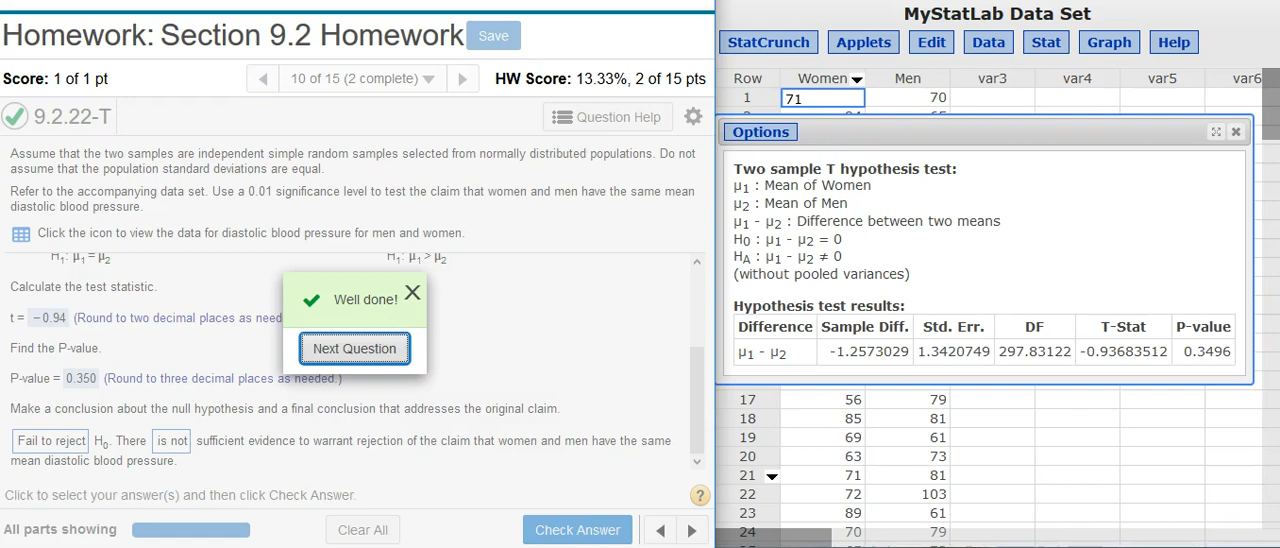 Homework: Section 9.2 Homework Save
Score: 1 of 1 pt
10 of 15 (2 complete)
HW Score: 13.33%, 2 of 15 pts
9.2.22-T
Question Help
Assume that the two samples are independent simple random samples selected from normally distributed populations. Do not
assume that the population standard deviations are equal.
Refer to the accompanying data set. Use a 0.01 significance level to test the claim that women and men have the same mean
diastolic blood pressure.
Click the icon to view the data for diastolic blood pressure for men and women.
H₁: μ₁ = μ₂ H₁: μ₁ > μ₂
Calculate the test statistic.
t = −0.94 (Round to two decimal places as need
Find the P-value.
P-value = 0.350 (Round to three decimal places as needed.)
Make a conclusion about the null hypothesis and a final conclusion that addresses the original claim.
Fail to reject H₀. There is not sufficient evidence to warrant rejection of the claim that women and men have the same
mean diastolic blood pressure.
Well done!
Next Question
Click to select your answer(s) and then click Check Answer.
?
All parts showing
Clear All
Check Answer
MyStatLab Data Set
StatCrunch Applets Edit Data Stat Graph Help
Row Women Men var3 var4 var5 var6
1 71 70
Options
Two sample T hypothesis test:
μ₁ : Mean of Women
μ₂ : Mean of Men
μ₁ - μ₂ : Difference between two means
H₀ : μ₁ - μ₂ = 0
Hₐ : μ₁ - μ₂ ≠ 0
(without pooled variances)
Hypothesis test results:
Difference Sample Diff. Std. Err. DF T-Stat P-value
μ₁ - μ₂ -1.2573029 1.3420749 297.83122 -0.93683512 0.3496
17 56 79
18 85 81
19 69 61
20 63 73
21 71 81
22 72 103
23 89 61
24 70 79